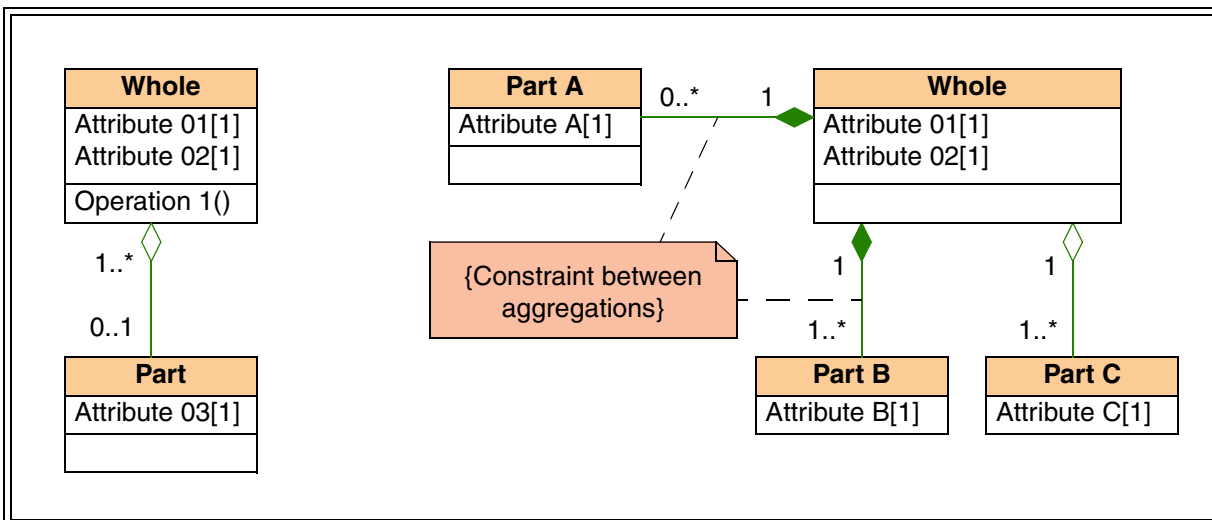 Whole
Attribute 01[1]
Attribute 02[1]
Operation 1()
1..*
0..1
Part
Attribute 03[1]
Part A
Attribute A[1]
0..*
1
Whole
Attribute 01[1]
Attribute 02[1]
{Constraint between
aggregations}
1
1..*
1
1..*
Part B
Attribute B[1]
Part C
Attribute C[1]